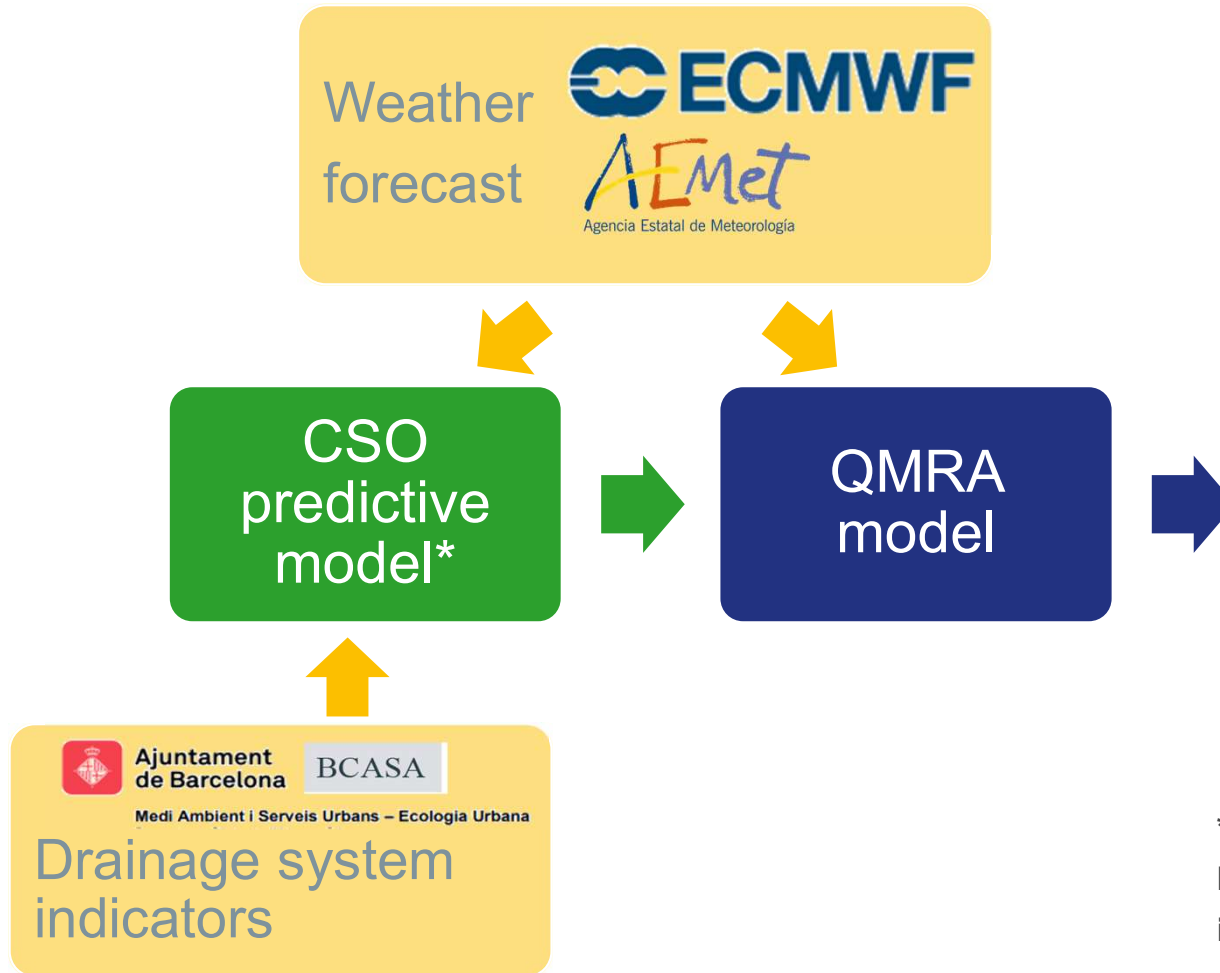 Weather
forecast
ECMWF
AEMet
Agencia Estatal de Meteorología
CSO
predictive
model*
QMRA
model
Ajuntament
de Barcelona
BCASA
Medi Ambient i Serveis Urbans – Ecologia Urbana
Drainage system
indicators
*